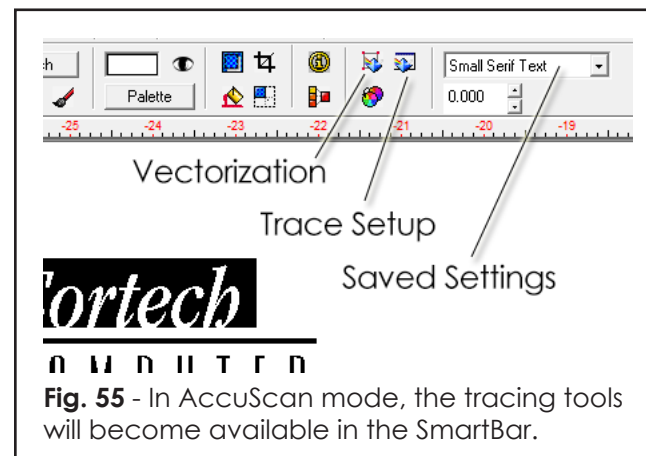 h
Small Serif Text
Palette
0.000
-25 -24 -23 -22 -21 -20 -19
Vectorization
Trace Setup
Saved Settings
ortech
Fig. 55 - In AccuScan mode, the tracing tools
will become available in the SmartBar.